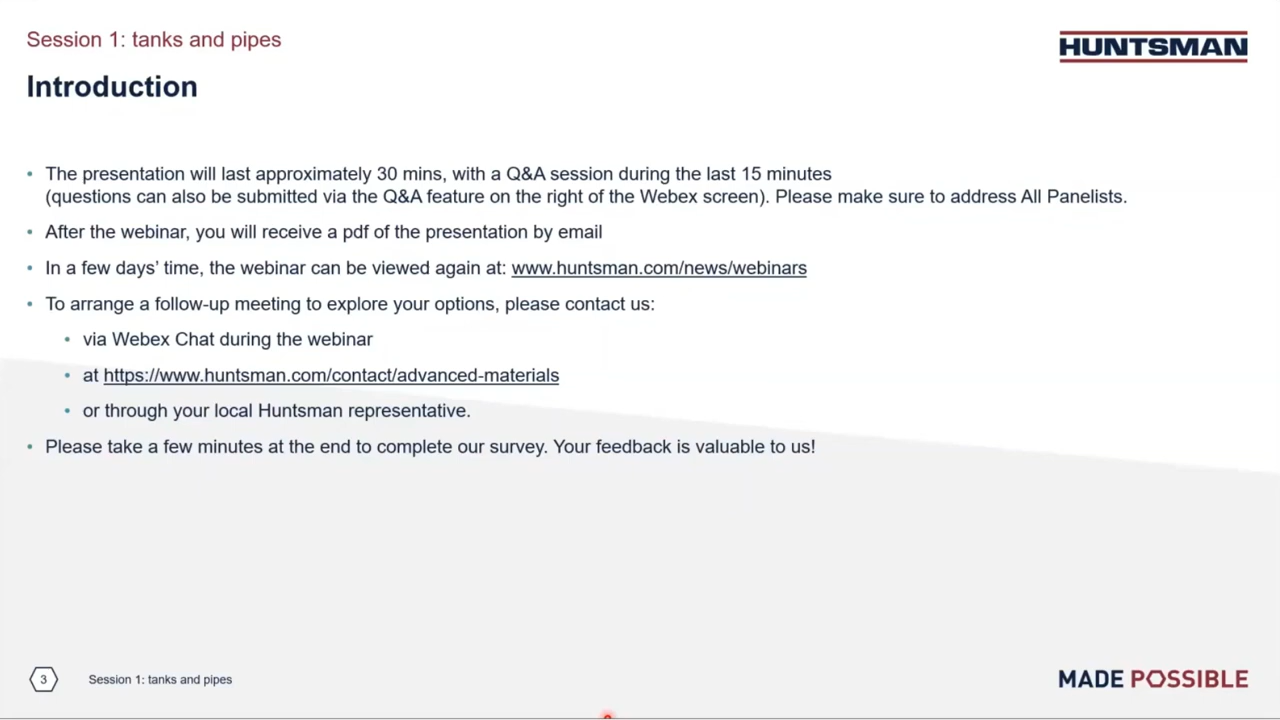 Session 1: tanks and pipes
HUNTSMAN
Introduction
• The presentation will last approximately 30 mins, with a Q&A session during the last 15 minutes
(questions can also be submitted via the Q&A feature on the right of the Webex screen). Please make sure to address All Panelists.
• After the webinar, you will receive a pdf of the presentation by email
• In a few days’ time, the webinar can be viewed again at: www.huntsman.com/news/webinars
• To arrange a follow-up meeting to explore your options, please contact us:
• via Webex Chat during the webinar
• at https://www.huntsman.com/contact/advanced-materials
• or through your local Huntsman representative.
• Please take a few minutes at the end to complete our survey. Your feedback is valuable to us!
3
Session 1: tanks and pipes
MADE POSSIBLE